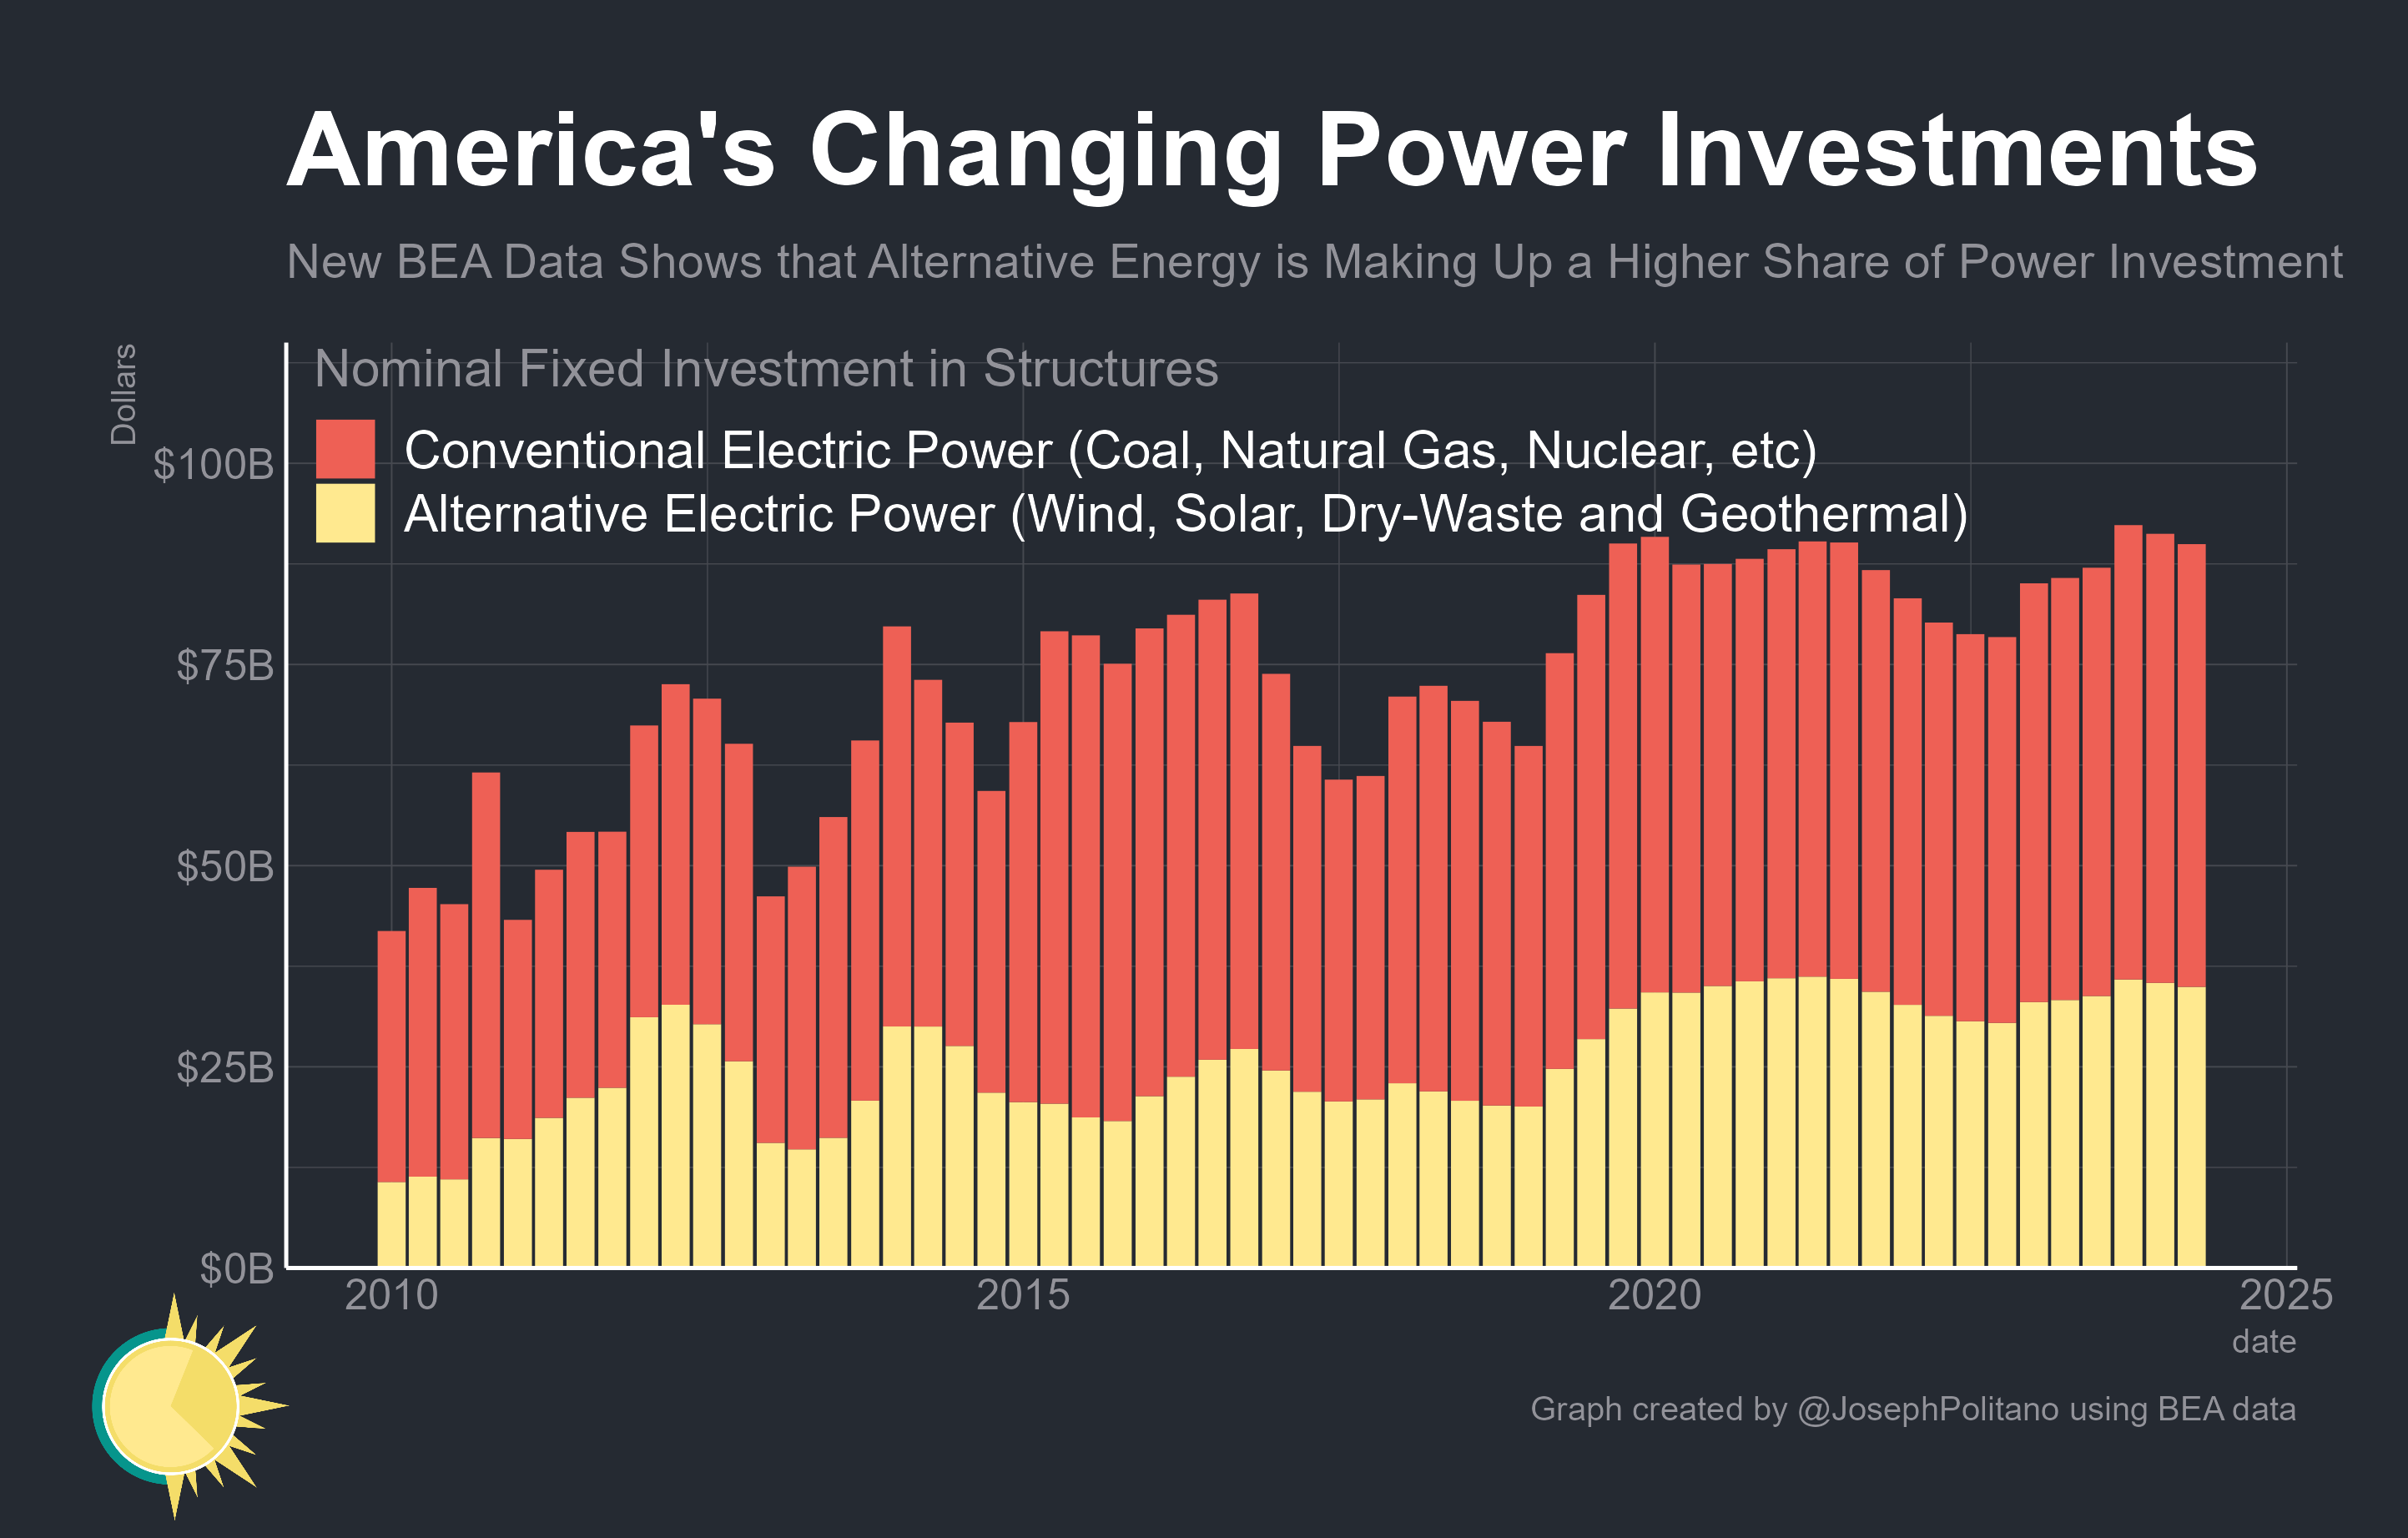 America's Changing Power Investments
New BEA Data Shows that Alternative Energy is Making Up a Higher Share of Power Investment
Dollars
Nominal Fixed Investment in Structures
Conventional Electric Power (Coal, Natural Gas, Nuclear, etc)
Alternative Electric Power (Wind, Solar, Dry-Waste and Geothermal)
$100B
$75B
$50B
$25B
$0B
2010 2015 2020 2025
date
Graph created by @JosephPolitano using BEA data